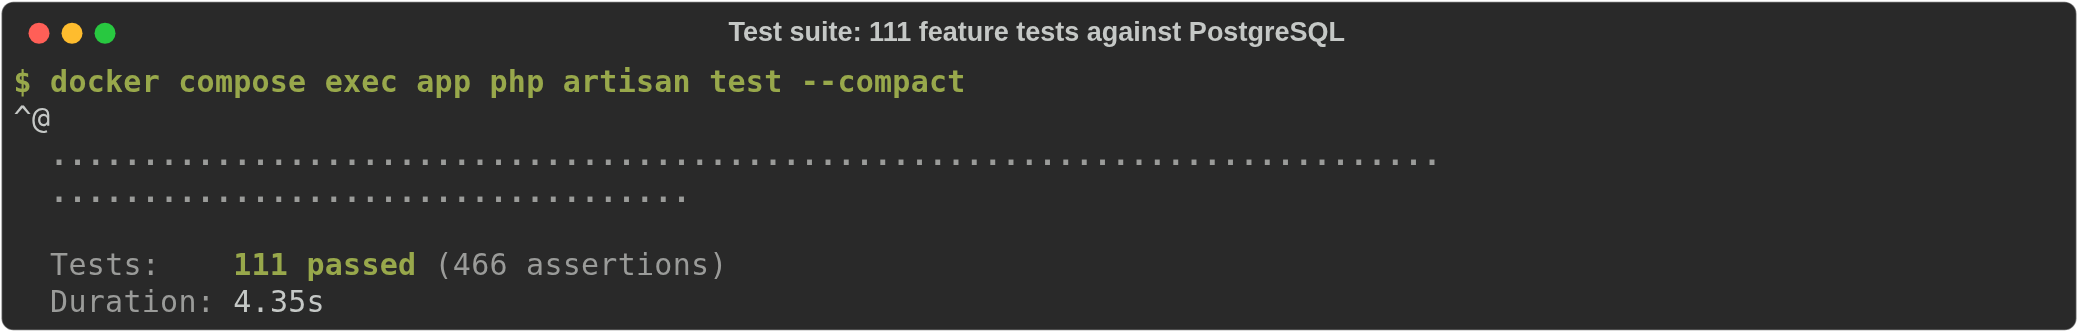 Test suite: 111 feature tests against PostgreSQL
$ docker compose exec app php artisan test --compact
^@
............................................................................
...................................
Tests: 111 passed (466 assertions)
Duration: 4.35s